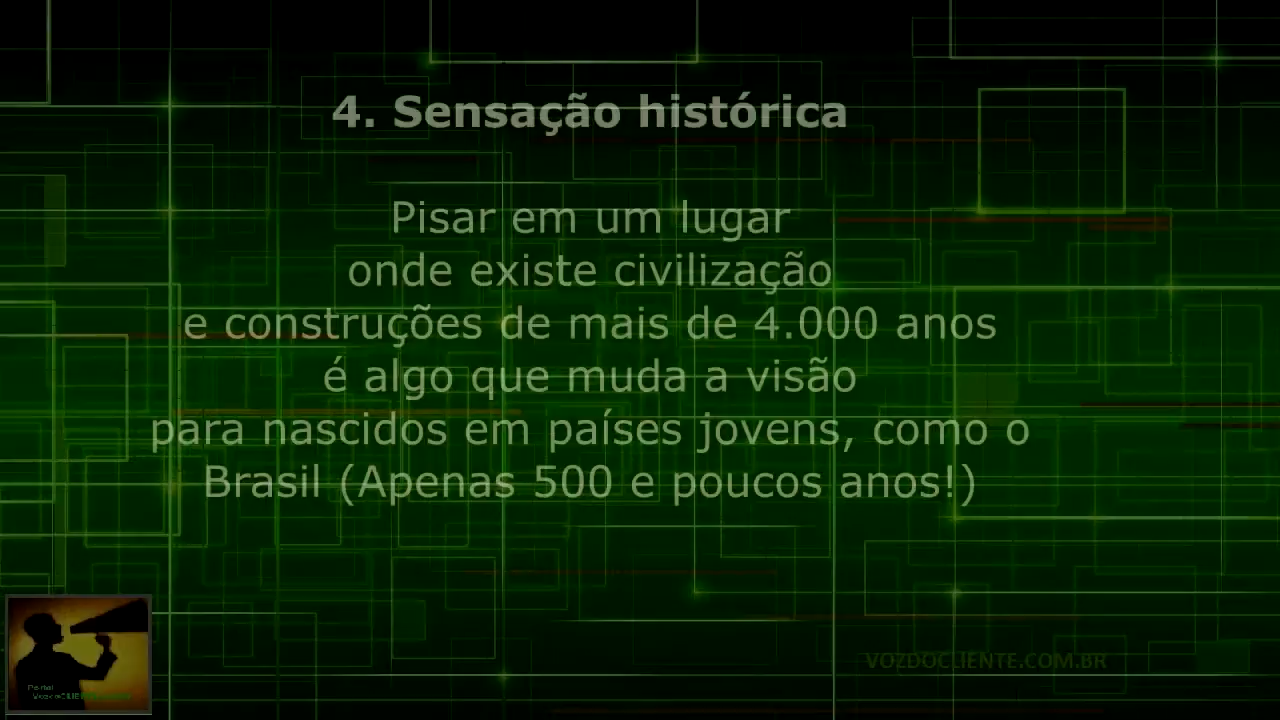 4. Sensação histórica
Pisar em um lugar
onde existe civilização
e construções de mais de 4.000 anos
é algo que muda a visão
para nascidos em países jovens, como o
Brasil (Apenas 500 e poucos anos!)
VOZDOCLIENTE.COM.BR
Portal